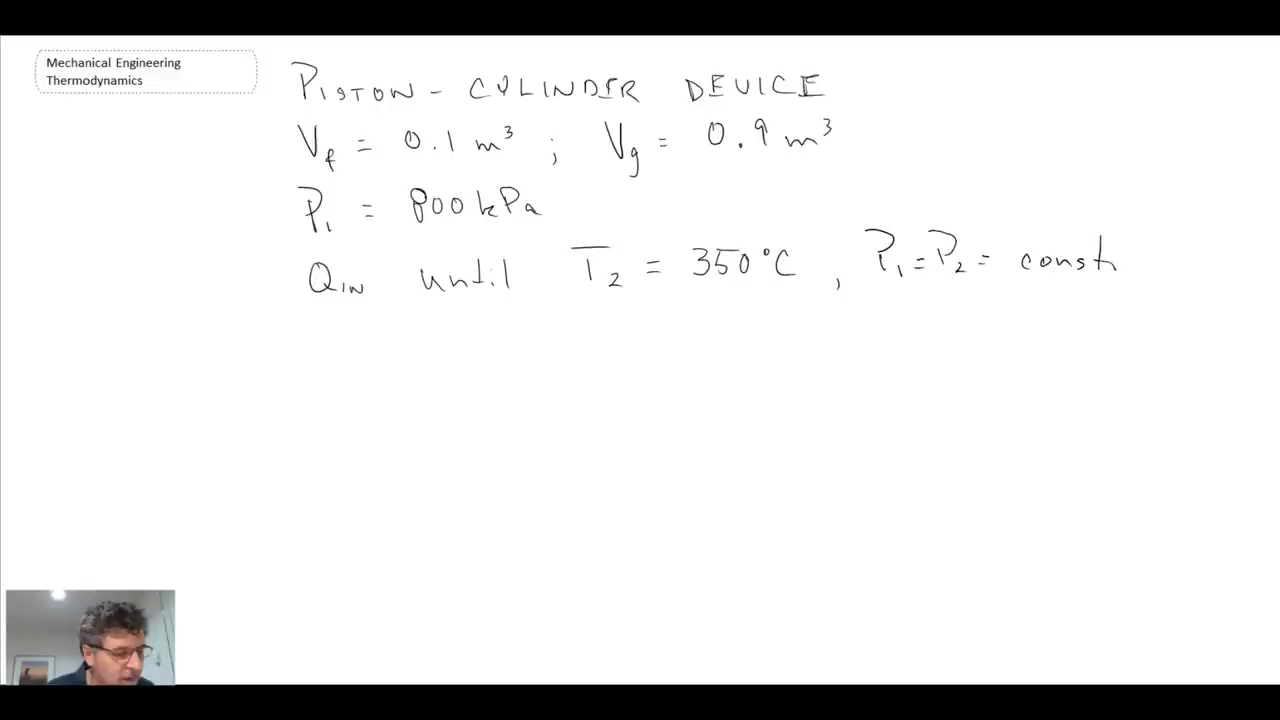 Mechanical Engineering
Thermodynamics
PISTON - CYLINDER DEVICE
Vf = 0.1 m³ ; Vg = 0.9 m³
P₁ = 800 kPa
QIN until T₂ = 350°C , P₁ = P₂ = const